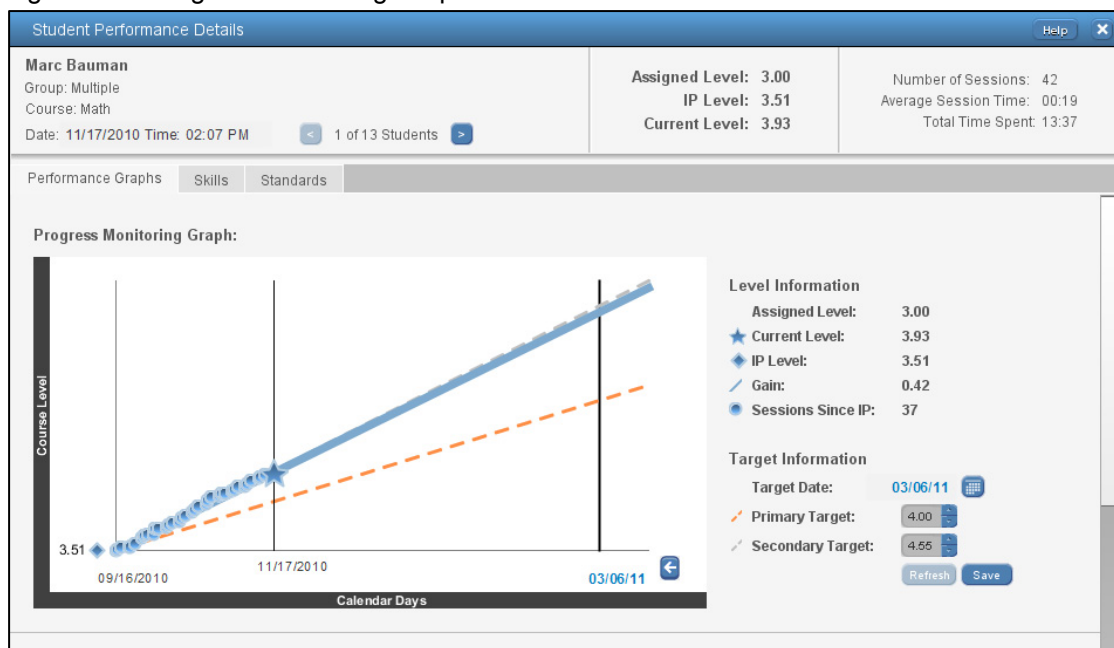 Student Performance Details
Help
Marc Bauman
Group: Multiple
Course: Math
Date: 11/17/2010 Time: 02:07 PM
1 of 13 Students
Assigned Level: 3.00
IP Level: 3.51
Current Level: 3.93
Number of Sessions: 42
Average Session Time: 00:19
Total Time Spent: 13:37
Performance Graphs
Skills
Standards
Progress Monitoring Graph:
Course Level
3.51
09/16/2010
11/17/2010
03/06/11
Calendar Days
Level Information
Assigned Level: 3.00
Current Level: 3.93
IP Level: 3.51
Gain: 0.42
Sessions Since IP: 37
Target Information
Target Date: 03/06/11
Primary Target: 4.00
Secondary Target: 4.55
Refresh
Save